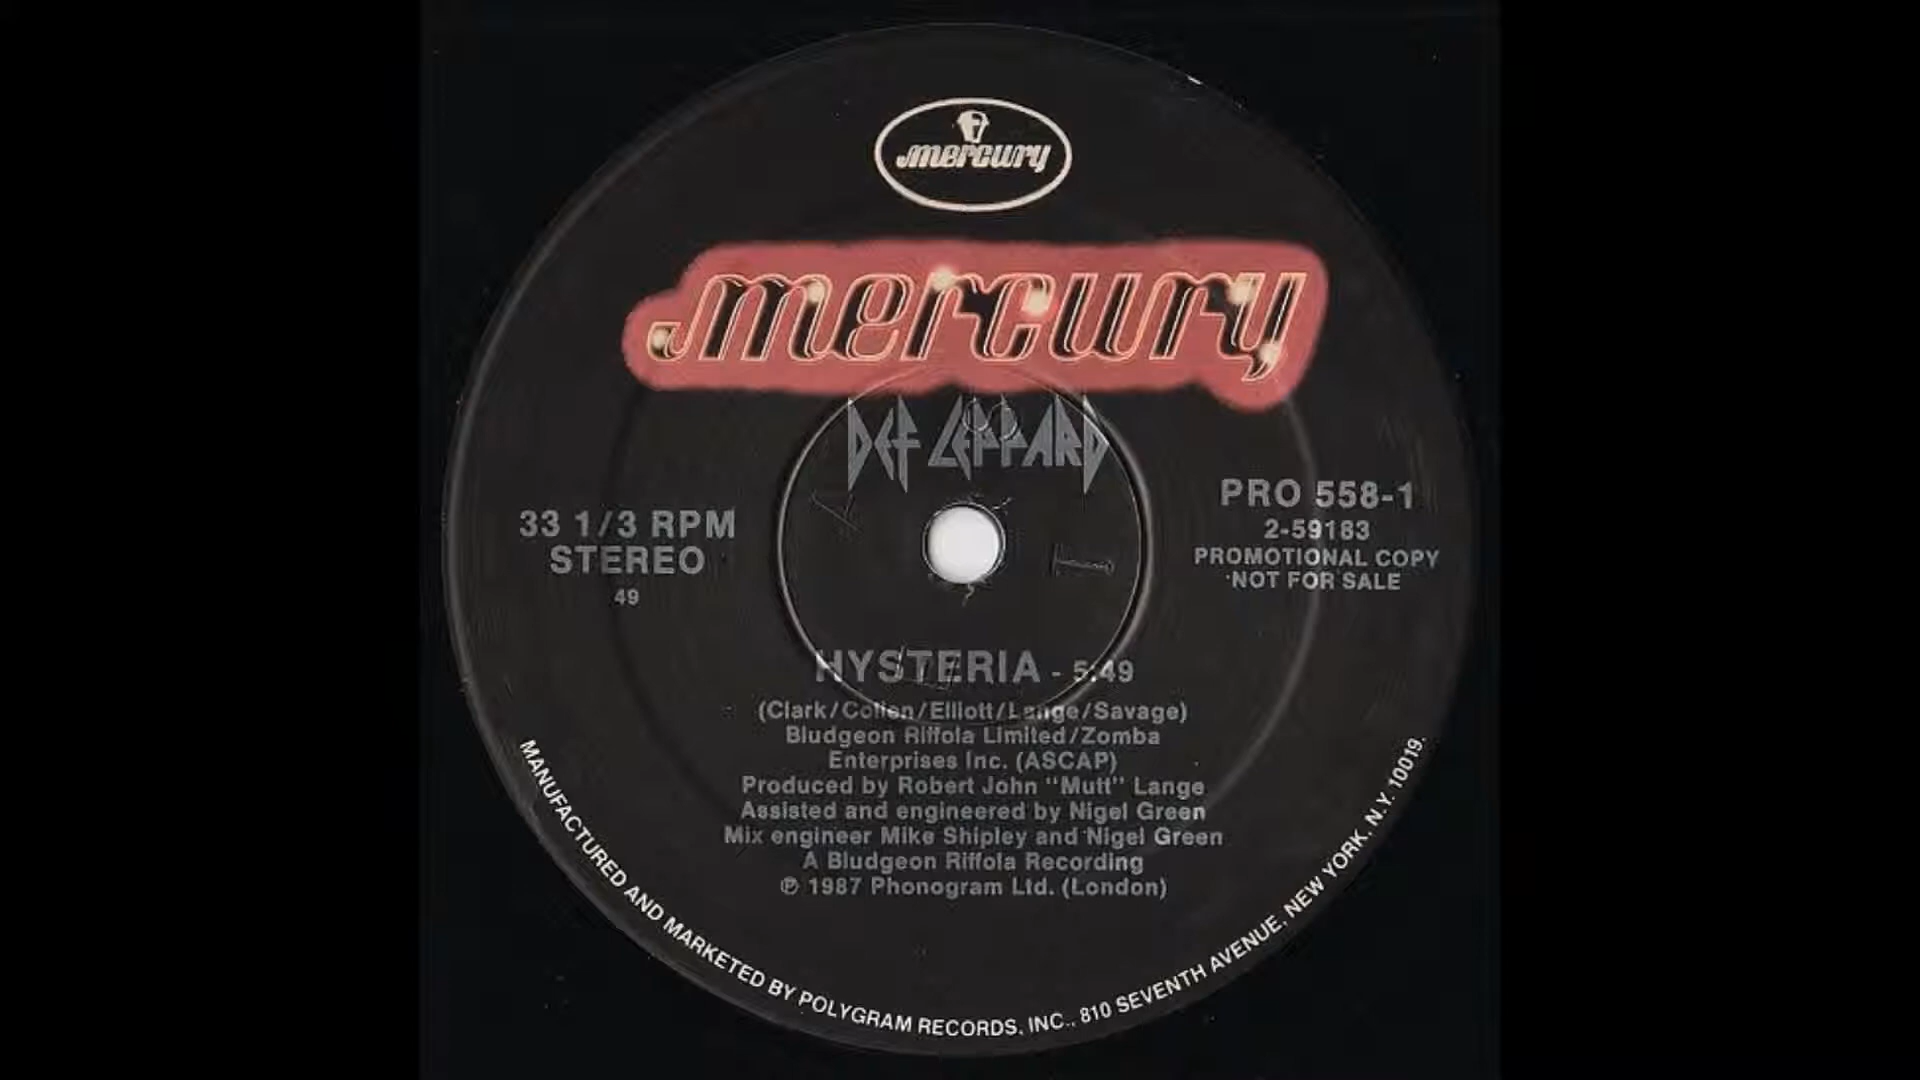 mercury
mercury
DEF LEPPARD
33 1/3 RPM
STEREO
49
PRO 558-1
2-59183
PROMOTIONAL COPY
NOT FOR SALE
HYSTERIA - 5:49
(Clark/Collen/Elliott/Lange/Savage)
Bludgeon Riffola Limited/Zomba
Enterprises Inc. (ASCAP)
Produced by Robert John "Mutt" Lange
Assisted and engineered by Nigel Green
Mix engineer Mike Shipley and Nigel Green
A Bludgeon Riffola Recording
℗ 1987 Phonogram Ltd. (London)
MANUFACTURED AND MARKETED BY POLYGRAM RECORDS, INC., 810 SEVENTH AVENUE, NEW YORK, N.Y. 10019.